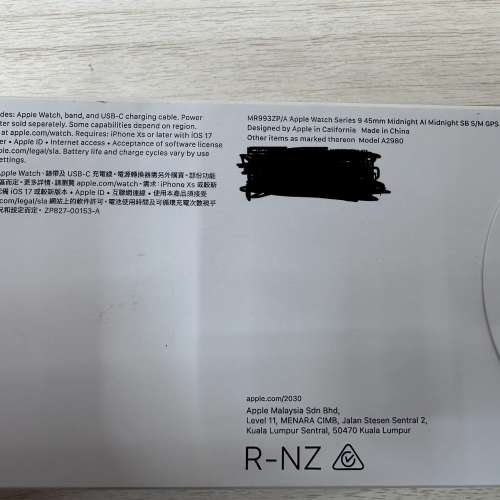 des: Apple Watch, band, and USB-C charging cable. Power
ter sold separately. Some capabilities depend on region.
at apple.com/watch. Requires: iPhone Xs or later with iOS 17
er • Apple ID • Internet access • Acceptance of software license
ple.com/legal/sla. Battery life and charge cycles vary by use
settings.
Apple Watch、錶帶及 USB-C 充電線。電源轉換器須另外購買。部份功能
區而定。更多詳情，請瀏覽 apple.com/watch。需求：iPhone Xs 或較新
配備 iOS 17 或較新版本 • Apple ID • 互聯網連線 • 使用本產品須接受
.com/legal/sla 網站上的軟件許可。電池使用時間及可循環充電次數視乎
況和設定而定。 ZP827-00153-A
MR993ZP/A Apple Watch Series 9 45mm Midnight Al Midnight SB S/M GPS
Designed by Apple in California Made in China
Other items as marked thereon Model A2980
apple.com/2030
Apple Malaysia Sdn Bhd,
Level 11, MENARA CIMB, Jalan Stesen Sentral 2,
Kuala Lumpur Sentral, 50470 Kuala Lumpur
R-NZ